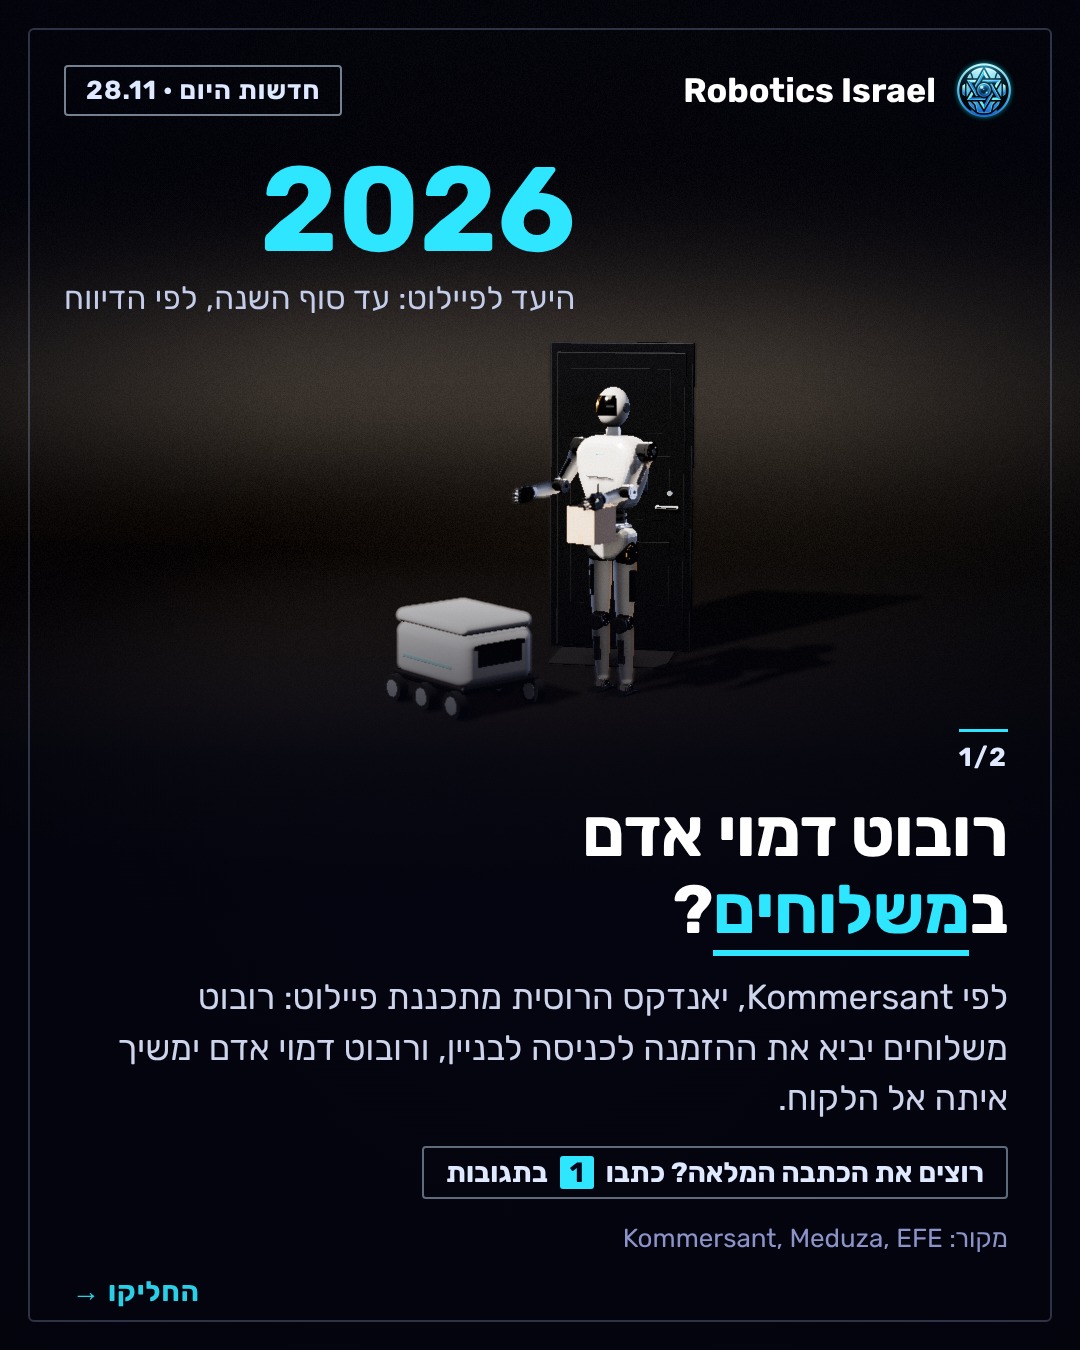 Robotics Israel
חדשות היום • 28.11
2026
היעד לפיילוט: עד סוף השנה, לפי הדיווח
1/2
רובוט דמוי אדם
במשלוחים?
לפי Kommersant, יאנדקס הרוסית מתכננת פיילוט: רובוט
משלוחים יביא את ההזמנה לכניסה לבניין, ורובוט דמוי אדם ימשיך
איתה אל הלקוח.
רוצים את הכתבה המלאה? כתבו 1 בתגובות
מקור: Kommersant, Meduza, EFE
החליקו →